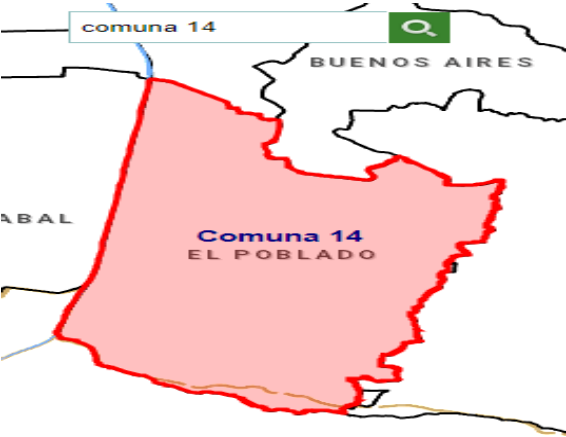 comuna 14
BUENOS AIRES
ABAL
Comuna 14
EL POBLADO